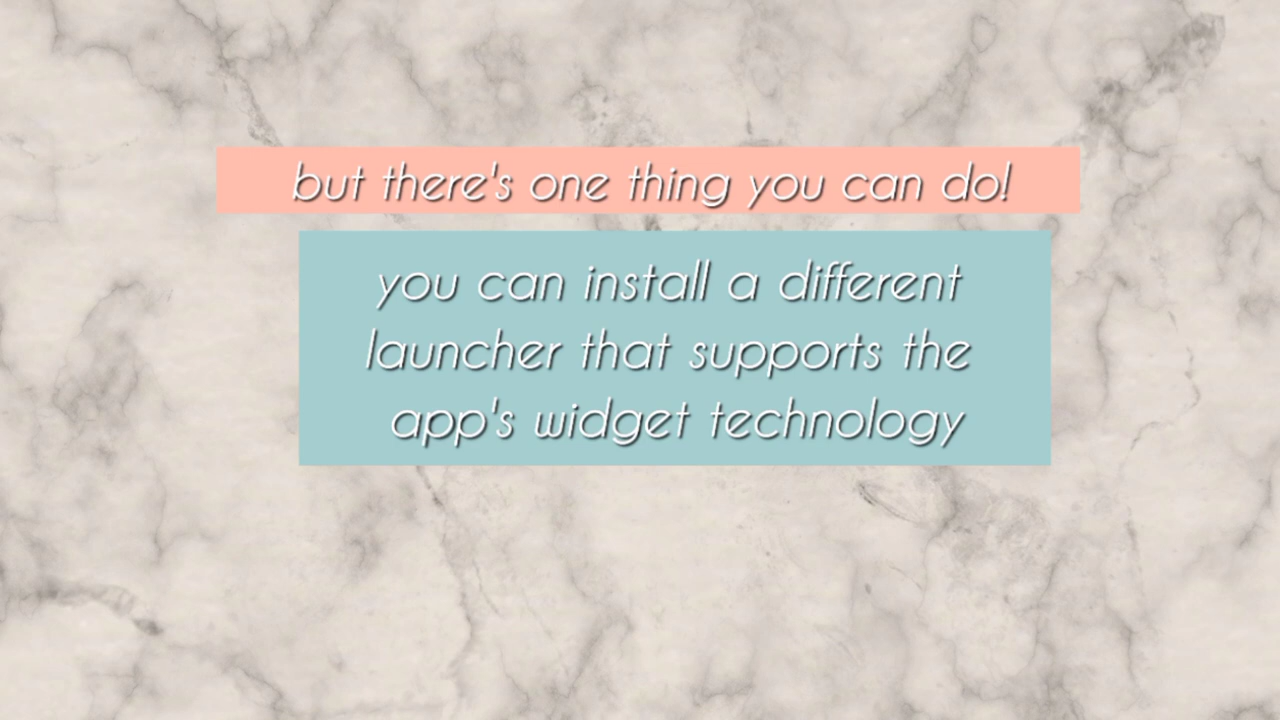 but there's one thing you can do!
you can install a different
launcher that supports the
app's widget technology